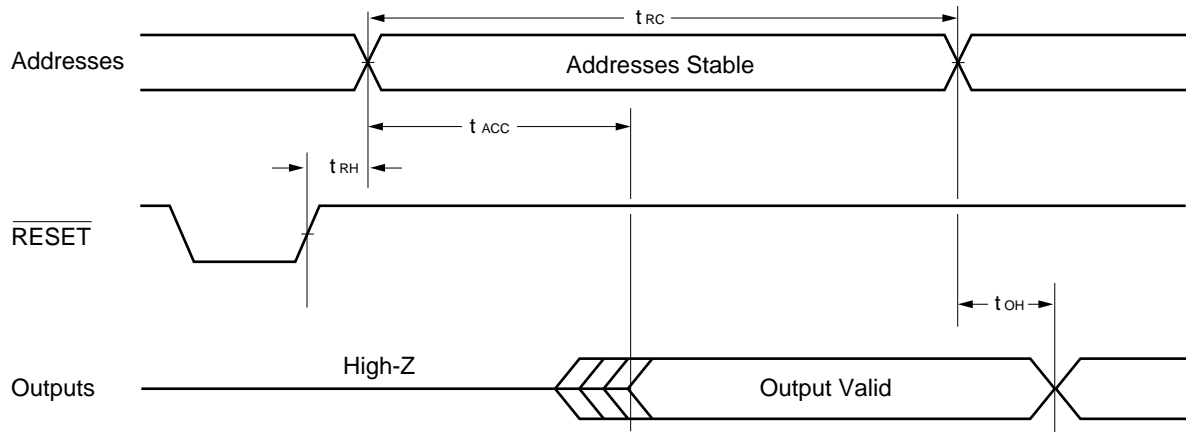 t RC
Addresses
Addresses Stable
t ACC
t RH
RESET
t OH
High-Z
Outputs
Output Valid